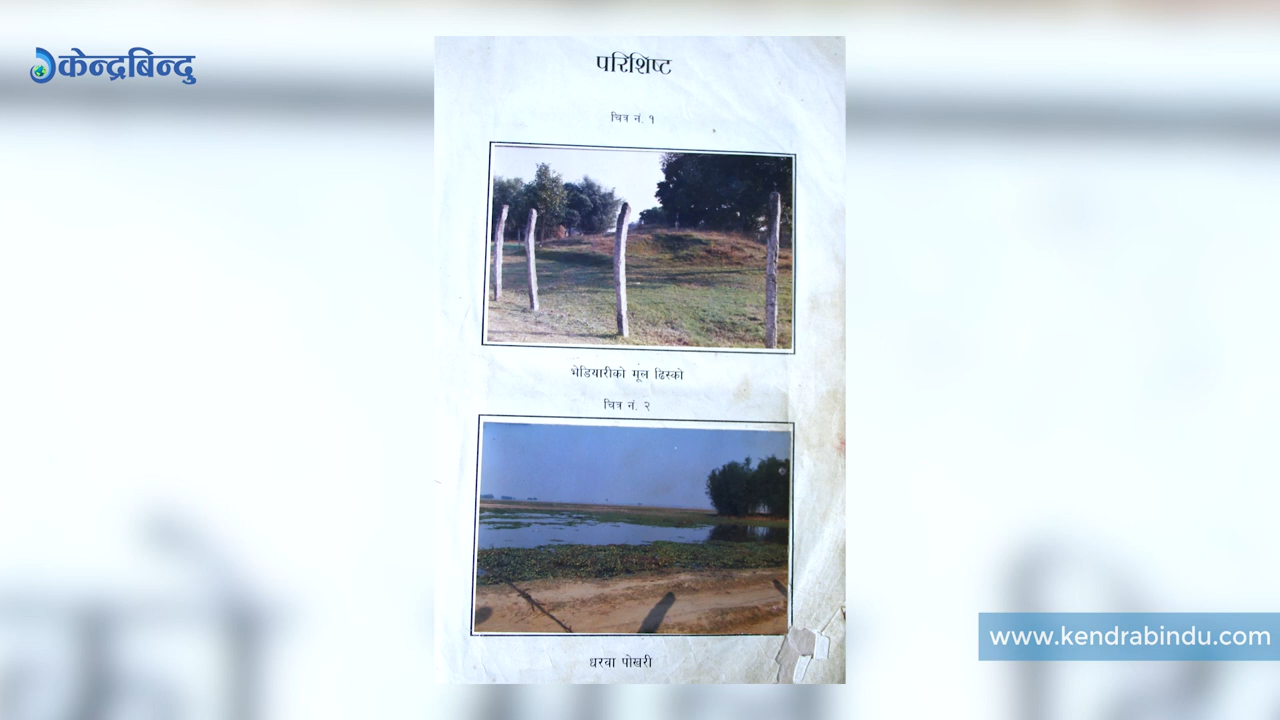 केन्द्रबिन्दु
परिशिष्ट
चित्र नं. १
भेडियारीको मूल ढिस्को
चित्र नं. २
धरवा पोखरी
www.kendrabindu.com